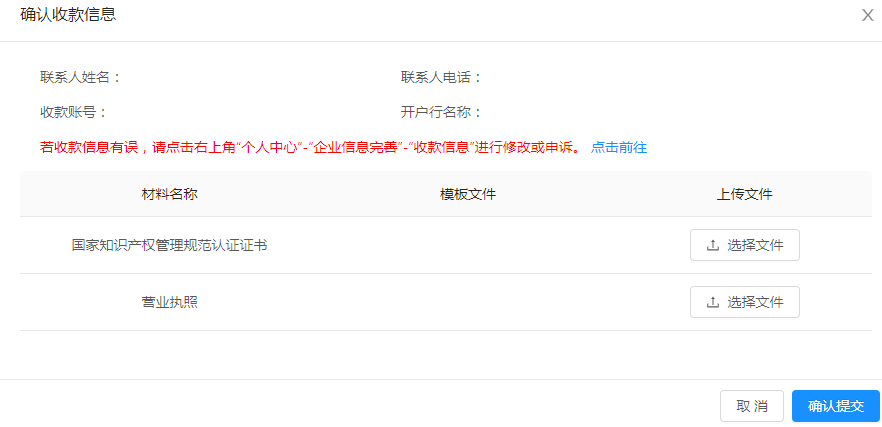 确认收款信息 X
联系人姓名： 联系人电话：
收款账号： 开户行名称：
若收款信息有误，请点击右上角“个人中心”-“企业信息完善”-“收款信息”进行修改或申诉。 点击前往
材料名称 模板文件 上传文件
国家知识产权管理规范认证证书 选择文件
营业执照 选择文件
取 消 确认提交